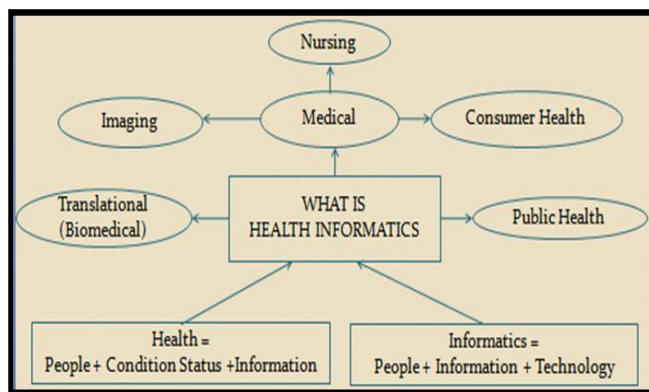 Nursing
Imaging
Medical
Consumer Health
Translational
(Biomedical)
WHAT IS
HEALTH INFORMATICS
Public Health
Health =
People + Condition Status +Information
Informatics =
People + Information + Technology